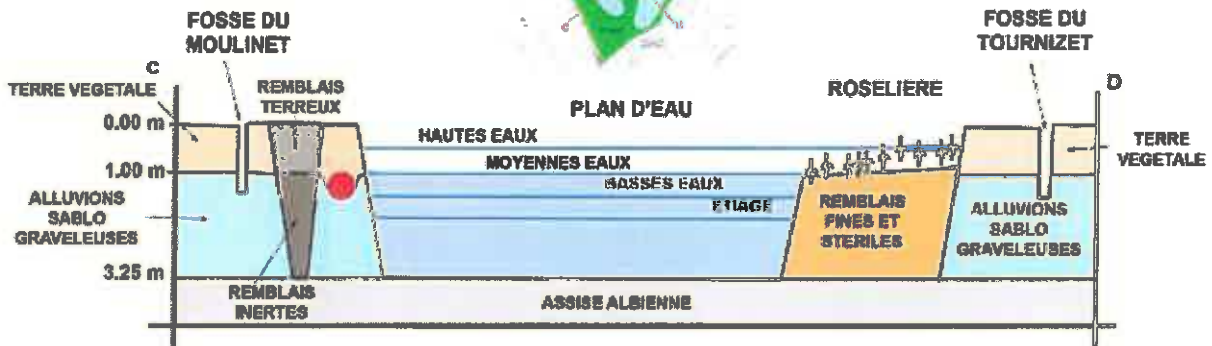 FOSSE DU
MOULINET
FOSSE DU
TOURNIZET
C
D
TERRE VEGETALE
REMBLAIS
TERREUX
PLAN D'EAU
ROSELIERE
0.00 m
HAUTES EAUX
TERRE
VEGETALE
MOYENNES EAUX
1.00 m
BASSES EAUX
ETIAGE
ALLUVIONS
SABLO
GRAVELEUSES
REMBLAIS
FINES ET
STERILES
ALLUVIONS
SABLO
GRAVELEUSES
3.25 m
REMBLAIS
INERTES
ASSISE ALBIENNE